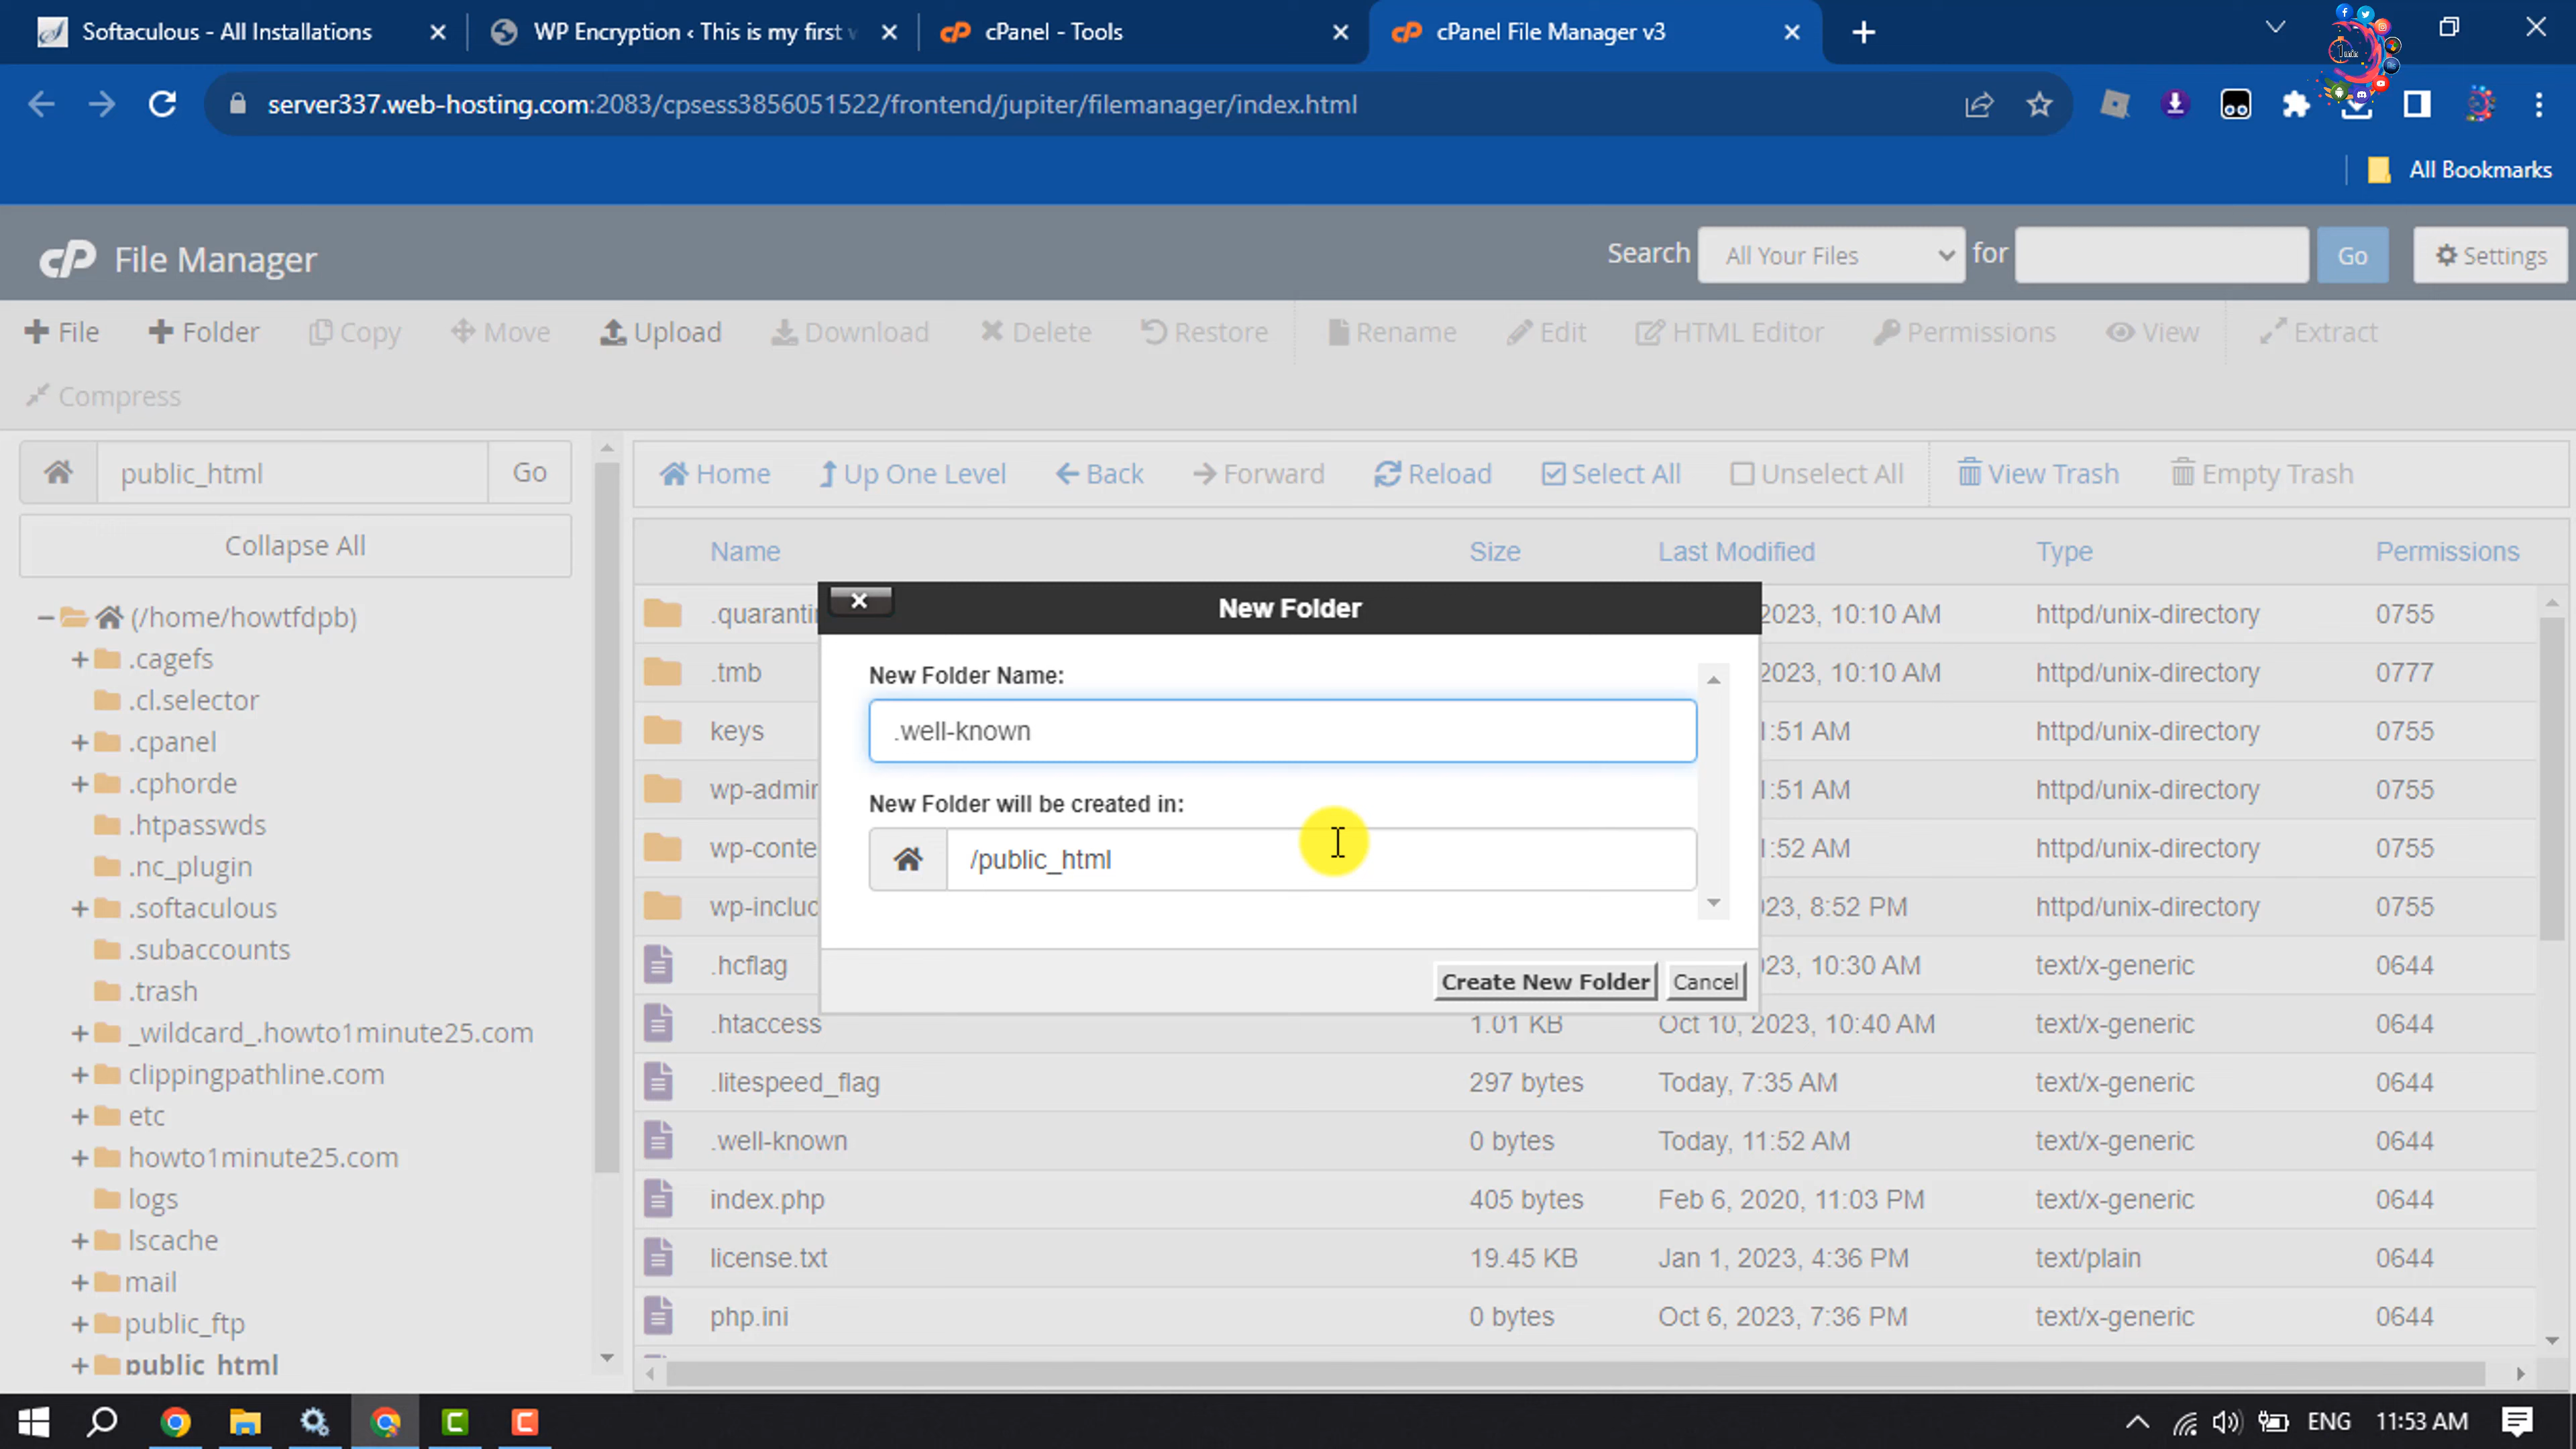 Softaculous - All Installations
WP Encryption ‹ This is my first
cPanel - Tools
cPanel File Manager v3
server337.web-hosting.com:2083/cpsess3856051522/frontend/jupiter/filemanager/index.html
All Bookmarks
cP File Manager
Search All Your Files for Go Settings
File Folder Copy Move Upload Download Delete Restore Rename Edit HTML Editor Permissions View Extract
Compress
public_html Go
Home Up One Level Back Forward Reload Select All Unselect All View Trash Empty Trash
Collapse All
Name Size Last Modified Type Permissions
(/home/howtfdpb)
.cagefs
.cl.selector
.cpanel
.cphorde
.htpasswds
.nc_plugin
.softaculous
.subaccounts
.trash
_wildcard_.howto1minute25.com
clippingpathline.com
etc
howto1minute25.com
logs
lscache
mail
public_ftp
public_html
.quarantin 2023, 10:10 AM httpd/unix-directory 0755
.tmb 2023, 10:10 AM httpd/unix-directory 0777
keys 1:51 AM httpd/unix-directory 0755
wp-admin 1:51 AM httpd/unix-directory 0755
wp-conte 1:52 AM httpd/unix-directory 0755
wp-includ 23, 8:52 PM httpd/unix-directory 0755
.hcflag 23, 10:30 AM text/x-generic 0644
.htaccess 1.01 KB Oct 10, 2023, 10:40 AM text/x-generic 0644
.litespeed_flag 297 bytes Today, 7:35 AM text/x-generic 0644
.well-known 0 bytes Today, 11:52 AM text/x-generic 0644
index.php 405 bytes Feb 6, 2020, 11:03 PM text/x-generic 0644
license.txt 19.45 KB Jan 1, 2023, 4:36 PM text/plain 0644
php.ini 0 bytes Oct 6, 2023, 7:36 PM text/x-generic 0644
New Folder
New Folder Name:
.well-known
New Folder will be created in:
/public_html
Create New Folder Cancel
ENG 11:53 AM